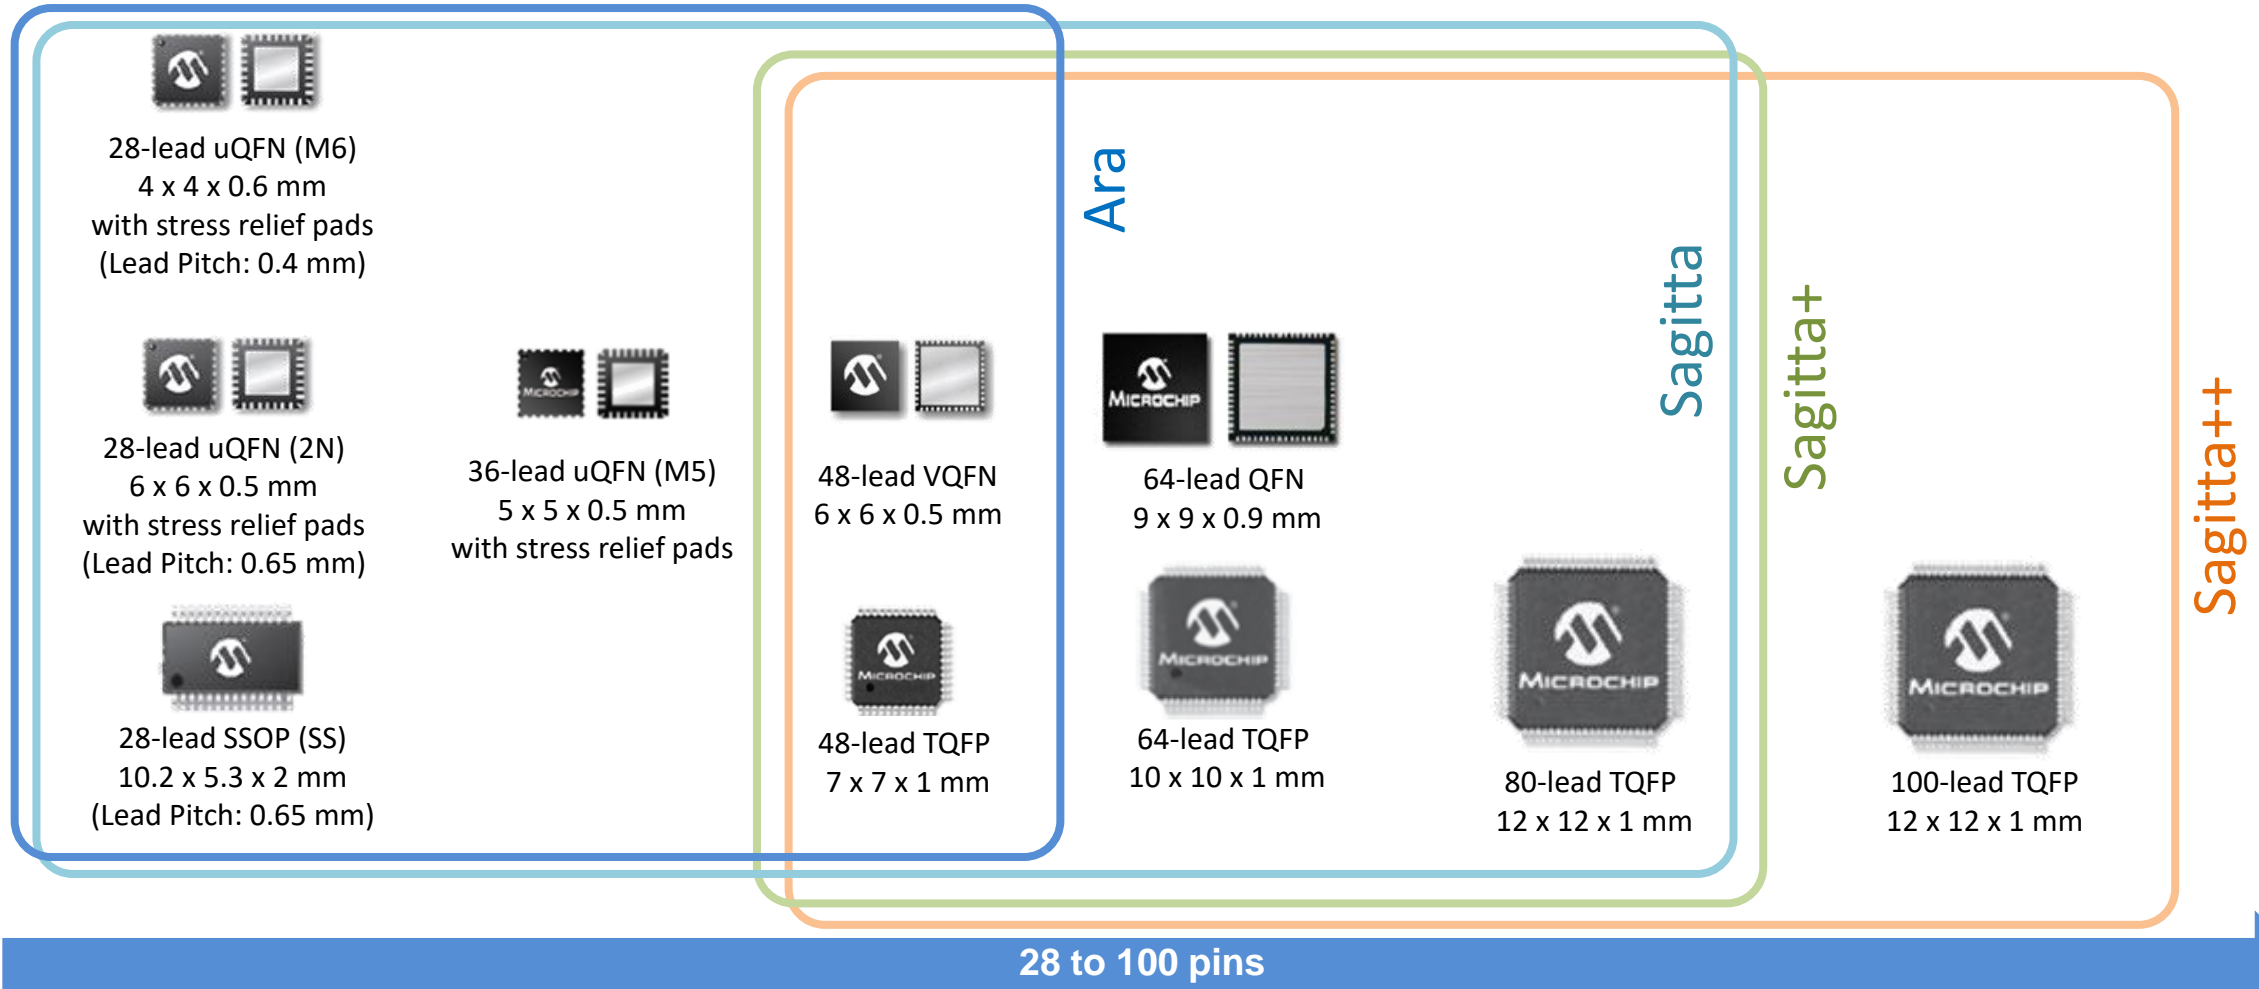 28-lead uQFN (M6)
4 x 4 x 0.6 mm
with stress relief pads
(Lead Pitch: 0.4 mm)
28-lead uQFN (2N)
6 x 6 x 0.5 mm
with stress relief pads
(Lead Pitch: 0.65 mm)
28-lead SSOP (SS)
10.2 x 5.3 x 2 mm
(Lead Pitch: 0.65 mm)
MICROCHIP
36-lead uQFN (M5)
5 x 5 x 0.5 mm
with stress relief pads
48-lead VQFN
6 x 6 x 0.5 mm
MICROCHIP
48-lead TQFP
7 x 7 x 1 mm
Ara
MICROCHIP
64-lead QFN
9 x 9 x 0.9 mm
MICROCHIP
64-lead TQFP
10 x 10 x 1 mm
Sagitta
MICROCHIP
80-lead TQFP
12 x 12 x 1 mm
Sagitta+
MICROCHIP
100-lead TQFP
12 x 12 x 1 mm
Sagitta++
28 to 100 pins